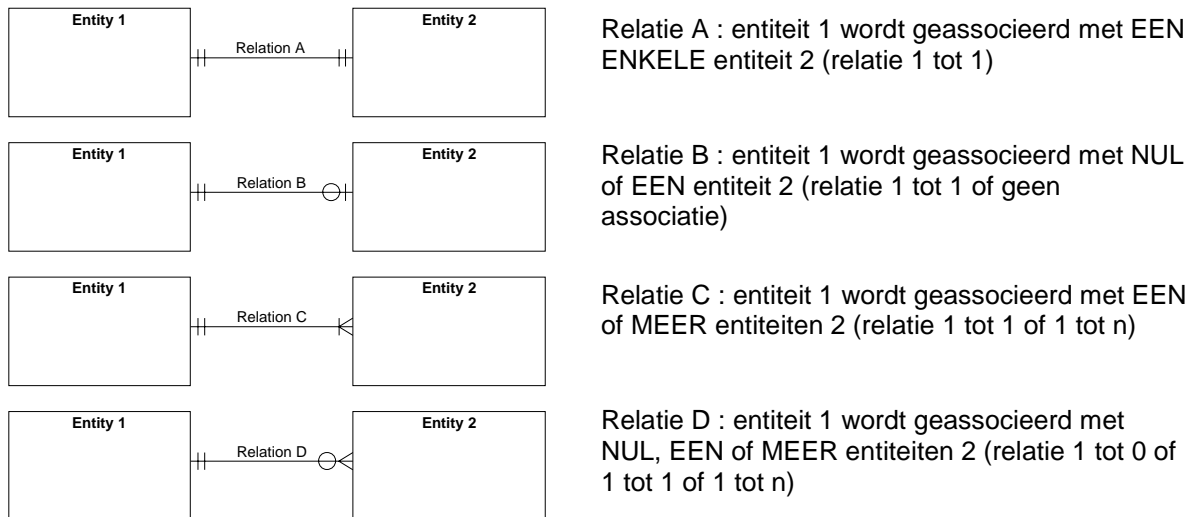 Entity 1
Relation A
Entity 2
Relatie A : entiteit 1 wordt geassocieerd met EEN
ENKELE entiteit 2 (relatie 1 tot 1)
Entity 1
Relation B
Entity 2
Relatie B : entiteit 1 wordt geassocieerd met NUL
of EEN entiteit 2 (relatie 1 tot 1 of geen
associatie)
Entity 1
Relation C
Entity 2
Relatie C : entiteit 1 wordt geassocieerd met EEN
of MEER entiteiten 2 (relatie 1 tot 1 of 1 tot n)
Entity 1
Relation D
Entity 2
Relatie D : entiteit 1 wordt geassocieerd met
NUL, EEN of MEER entiteiten 2 (relatie 1 tot 0 of
1 tot 1 of 1 tot n)